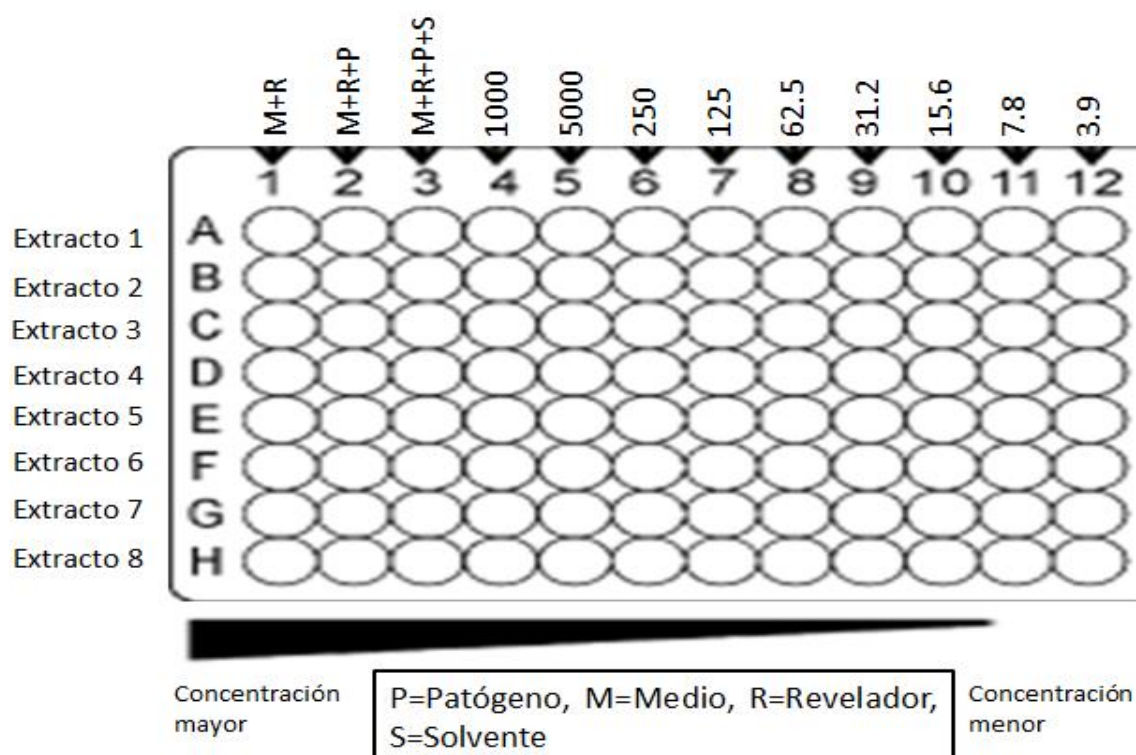 M+R
M+R+P
M+R+P+S
1000
5000
250
125
62.5
31.2
15.6
7.8
3.9
1 2 3 4 5 6 7 8 9 10 11 12
Extracto 1 A
Extracto 2 B
Extracto 3 C
Extracto 4 D
Extracto 5 E
Extracto 6 F
Extracto 7 G
Extracto 8 H
Concentración
mayor
P=Patógeno, M=Medio, R=Revelador,
S=Solvente
Concentración
menor